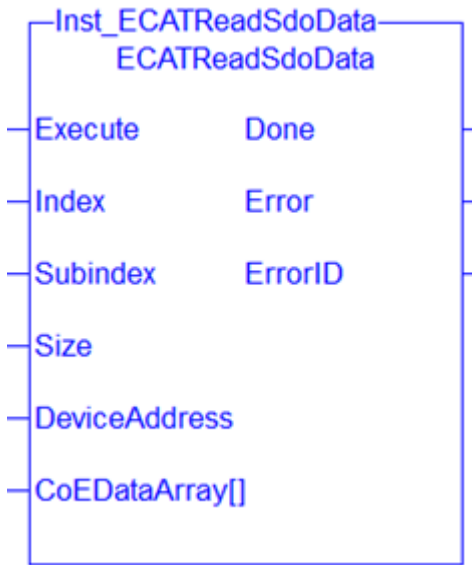 Inst_ECATReadSdoData
ECATReadSdoData
Execute Done
Index Error
Subindex ErrorID
Size
DeviceAddress
CoEDataArray[]